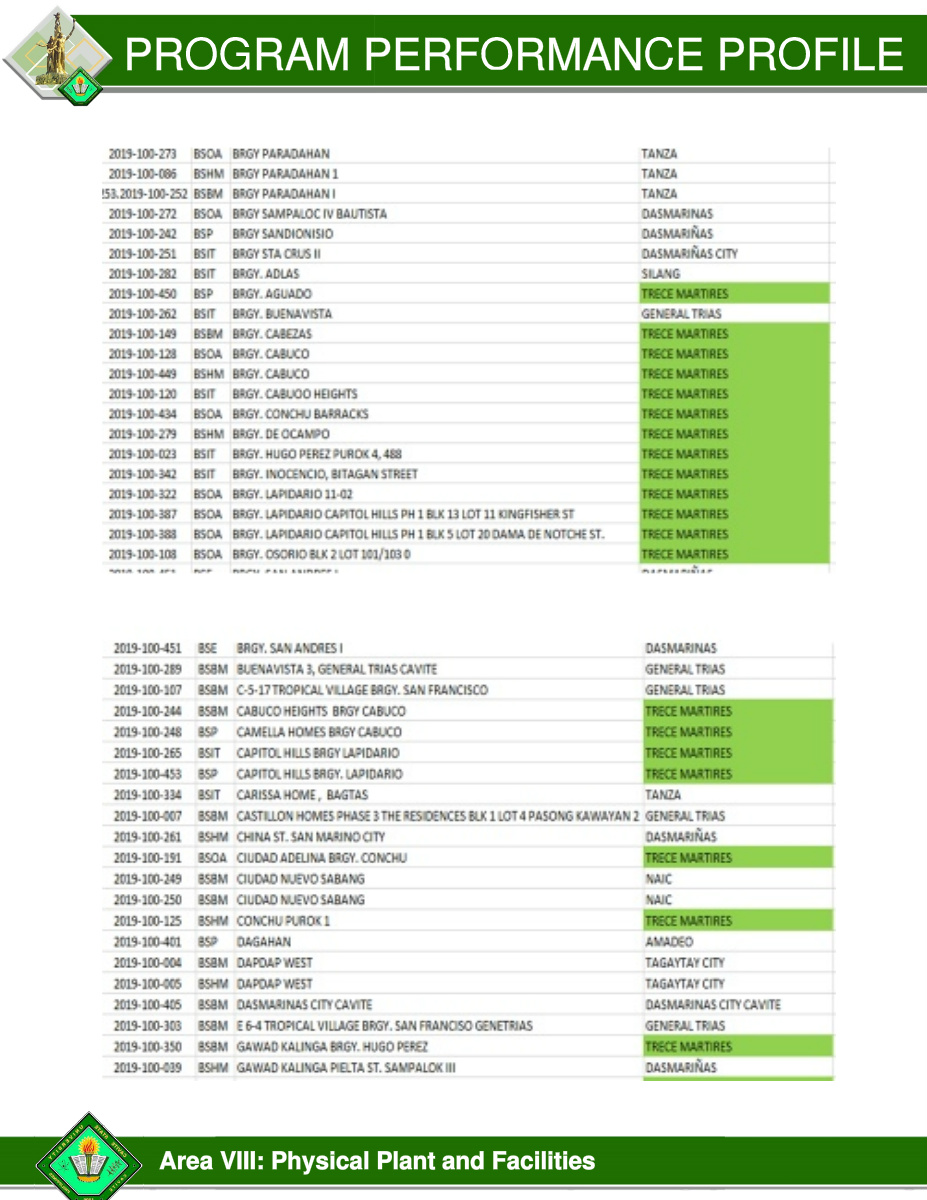 PROGRAM PERFORMANCE PROFILE
2019-100-273 BSOA BRGY PARADAHAN TANZA
2019-100-086 BSHM BRGY PARADAHAN 1 TANZA
253.2019-100-252 BSBM BRGY PARADAHAN I TANZA
2019-100-272 BSOA BRGY SAMPALOC IV BAUTISTA DASMARINAS
2019-100-242 BSP BRGY SANDIONISIO DASMARIÑAS
2019-100-251 BSIT BRGY STA CRUS II DASMARIÑAS CITY
2019-100-282 BSIT BRGY. ADLAS SILANG
2019-100-450 BSP BRGY. AGUADO TRECE MARTIRES
2019-100-262 BSIT BRGY. BUENAVISTA GENERAL TRIAS
2019-100-149 BSBM BRGY. CABEZAS TRECE MARTIRES
2019-100-128 BSOA BRGY. CABUCO TRECE MARTIRES
2019-100-449 BSHM BRGY. CABUCO TRECE MARTIRES
2019-100-120 BSIT BRGY. CABUOO HEIGHTS TRECE MARTIRES
2019-100-434 BSOA BRGY. CONCHU BARRACKS TRECE MARTIRES
2019-100-279 BSHM BRGY. DE OCAMPO TRECE MARTIRES
2019-100-023 BSIT BRGY. HUGO PEREZ PUROK 4, 488 TRECE MARTIRES
2019-100-342 BSIT BRGY. INOCENCIO, BITAGAN STREET TRECE MARTIRES
2019-100-322 BSOA BRGY. LAPIDARIO 11-02 TRECE MARTIRES
2019-100-387 BSOA BRGY. LAPIDARIO CAPITOL HILLS PH 1 BLK 13 LOT 11 KINGFISHER ST TRECE MARTIRES
2019-100-388 BSOA BRGY. LAPIDARIO CAPITOL HILLS PH 1 BLK 5 LOT 20 DAMA DE NOTCHE ST. TRECE MARTIRES
2019-100-108 BSOA BRGY. OSORIO BLK 2 LOT 101/103 0 TRECE MARTIRES
2019-100-451 BSE BRGY. SAN ANDRES I DASMARIÑAS
2019-100-451 BSE BRGY. SAN ANDRES I DASMARINAS
2019-100-289 BSBM BUENAVISTA 3, GENERAL TRIAS CAVITE GENERAL TRIAS
2019-100-107 BSBM C-5-17 TROPICAL VILLAGE BRGY. SAN FRANCISCO GENERAL TRIAS
2019-100-244 BSBM CABUCO HEIGHTS BRGY CABUCO TRECE MARTIRES
2019-100-248 BSP CAMELLA HOMES BRGY CABUCO TRECE MARTIRES
2019-100-265 BSIT CAPITOL HILLS BRGY LAPIDARIO TRECE MARTIRES
2019-100-453 BSP CAPITOL HILLS BRGY. LAPIDARIO TRECE MARTIRES
2019-100-334 BSIT CARISSA HOME , BAGTAS TANZA
2019-100-007 BSBM CASTILLON HOMES PHASE 3 THE RESIDENCES BLK 1 LOT 4 PASONG KAWAYAN 2 GENERAL TRIAS
2019-100-261 BSHM CHINA ST. SAN MARINO CITY DASMARIÑAS
2019-100-191 BSOA CIUDAD ADELINA BRGY. CONCHU TRECE MARTIRES
2019-100-249 BSBM CIUDAD NUEVO SABANG NAIC
2019-100-250 BSBM CIUDAD NUEVO SABANG NAIC
2019-100-125 BSHM CONCHU PUROK 1 TRECE MARTIRES
2019-100-401 BSP DAGAHAN AMADEO
2019-100-004 BSBM DAPDAP WEST TAGAYTAY CITY
2019-100-005 BSHM DAPDAP WEST TAGAYTAY CITY
2019-100-405 BSBM DASMARINAS CITY CAVITE DASMARINAS CITY CAVITE
2019-100-303 BSBM E 6-4 TROPICAL VILLAGE BRGY. SAN FRANCISO GENETRIAS GENERAL TRIAS
2019-100-350 BSBM GAWAD KALINGA BRGY. HUGO PEREZ TRECE MARTIRES
2019-100-039 BSHM GAWAD KALINGA PIELTA ST. SAMPALOK III DASMARIÑAS
Area VIII: Physical Plant and Facilities